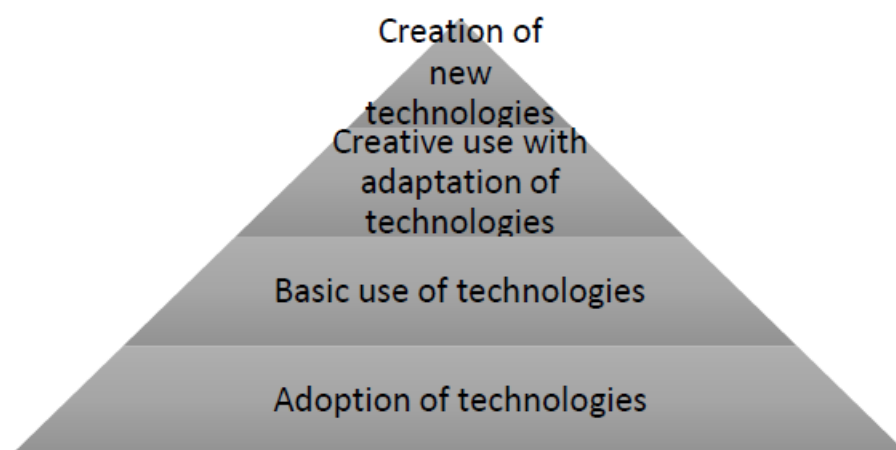 Creation of
new
technologies
Creative use with
adaptation of
technologies
Basic use of technologies
Adoption of technologies